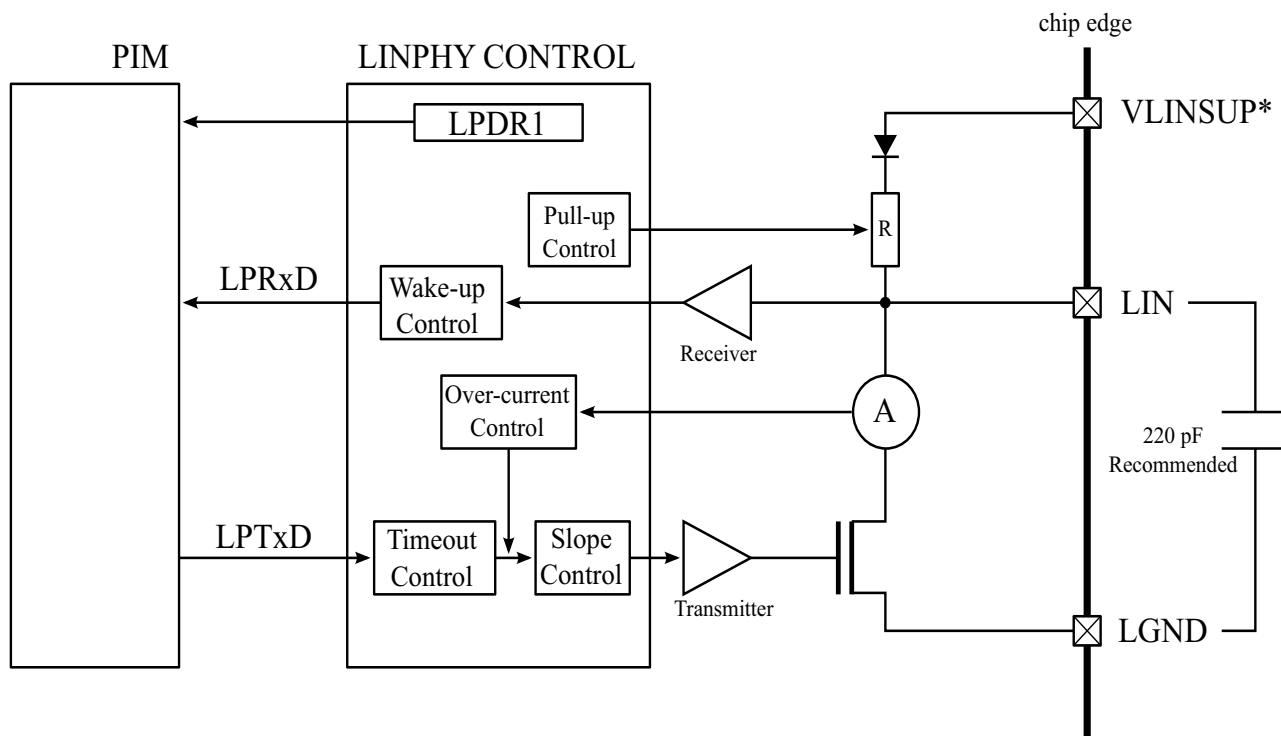 chip edge
PIM
LINPHY CONTROL
VLINSUP*
LPDR1
Pull-up
Control
R
LPRxD
Wake-up
Control
Receiver
LIN
Over-current
Control
A
220 pF
Recommended
LPTxD
Timeout
Control
Slope
Control
Transmitter
LGND